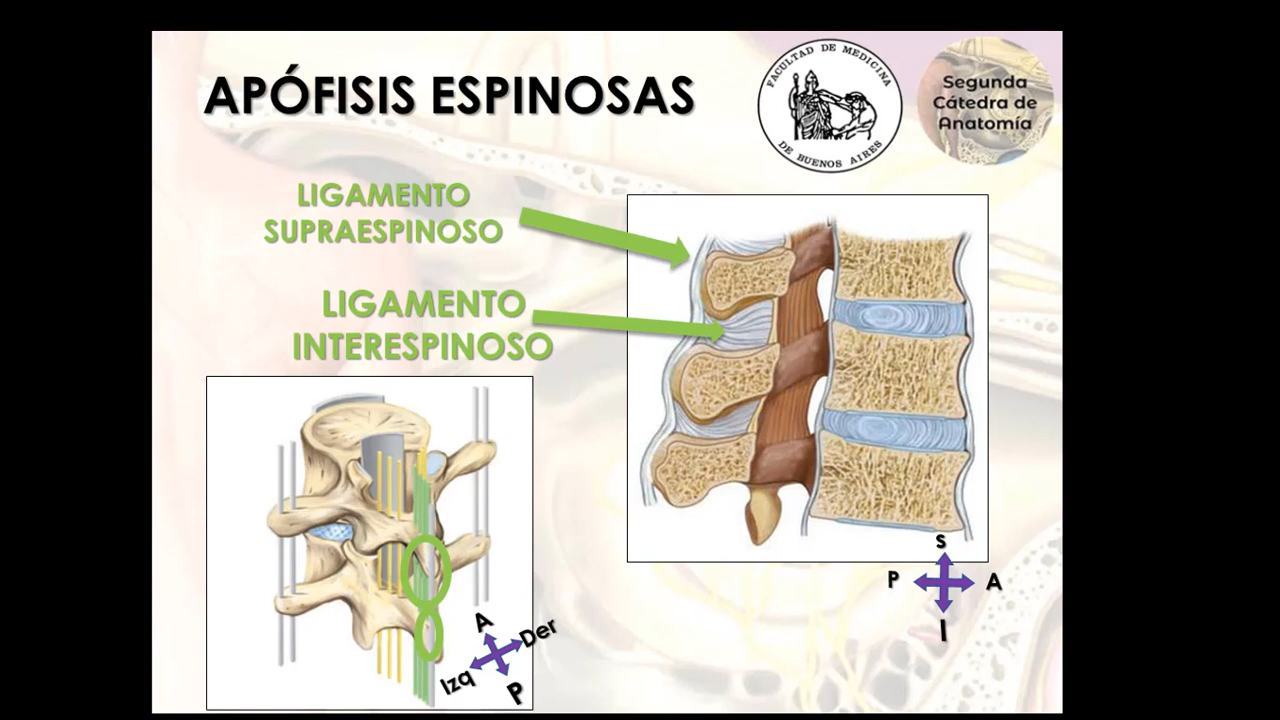 APÓFISIS ESPINOSAS
FACULTAD DE MEDICINA
DE BUENOS AIRES
Segunda
Cátedra de
Anatomía
LIGAMENTO
SUPRAESPINOSO
LIGAMENTO
INTERESPINOSO
S
P
A
I
A
Der
Izq
P